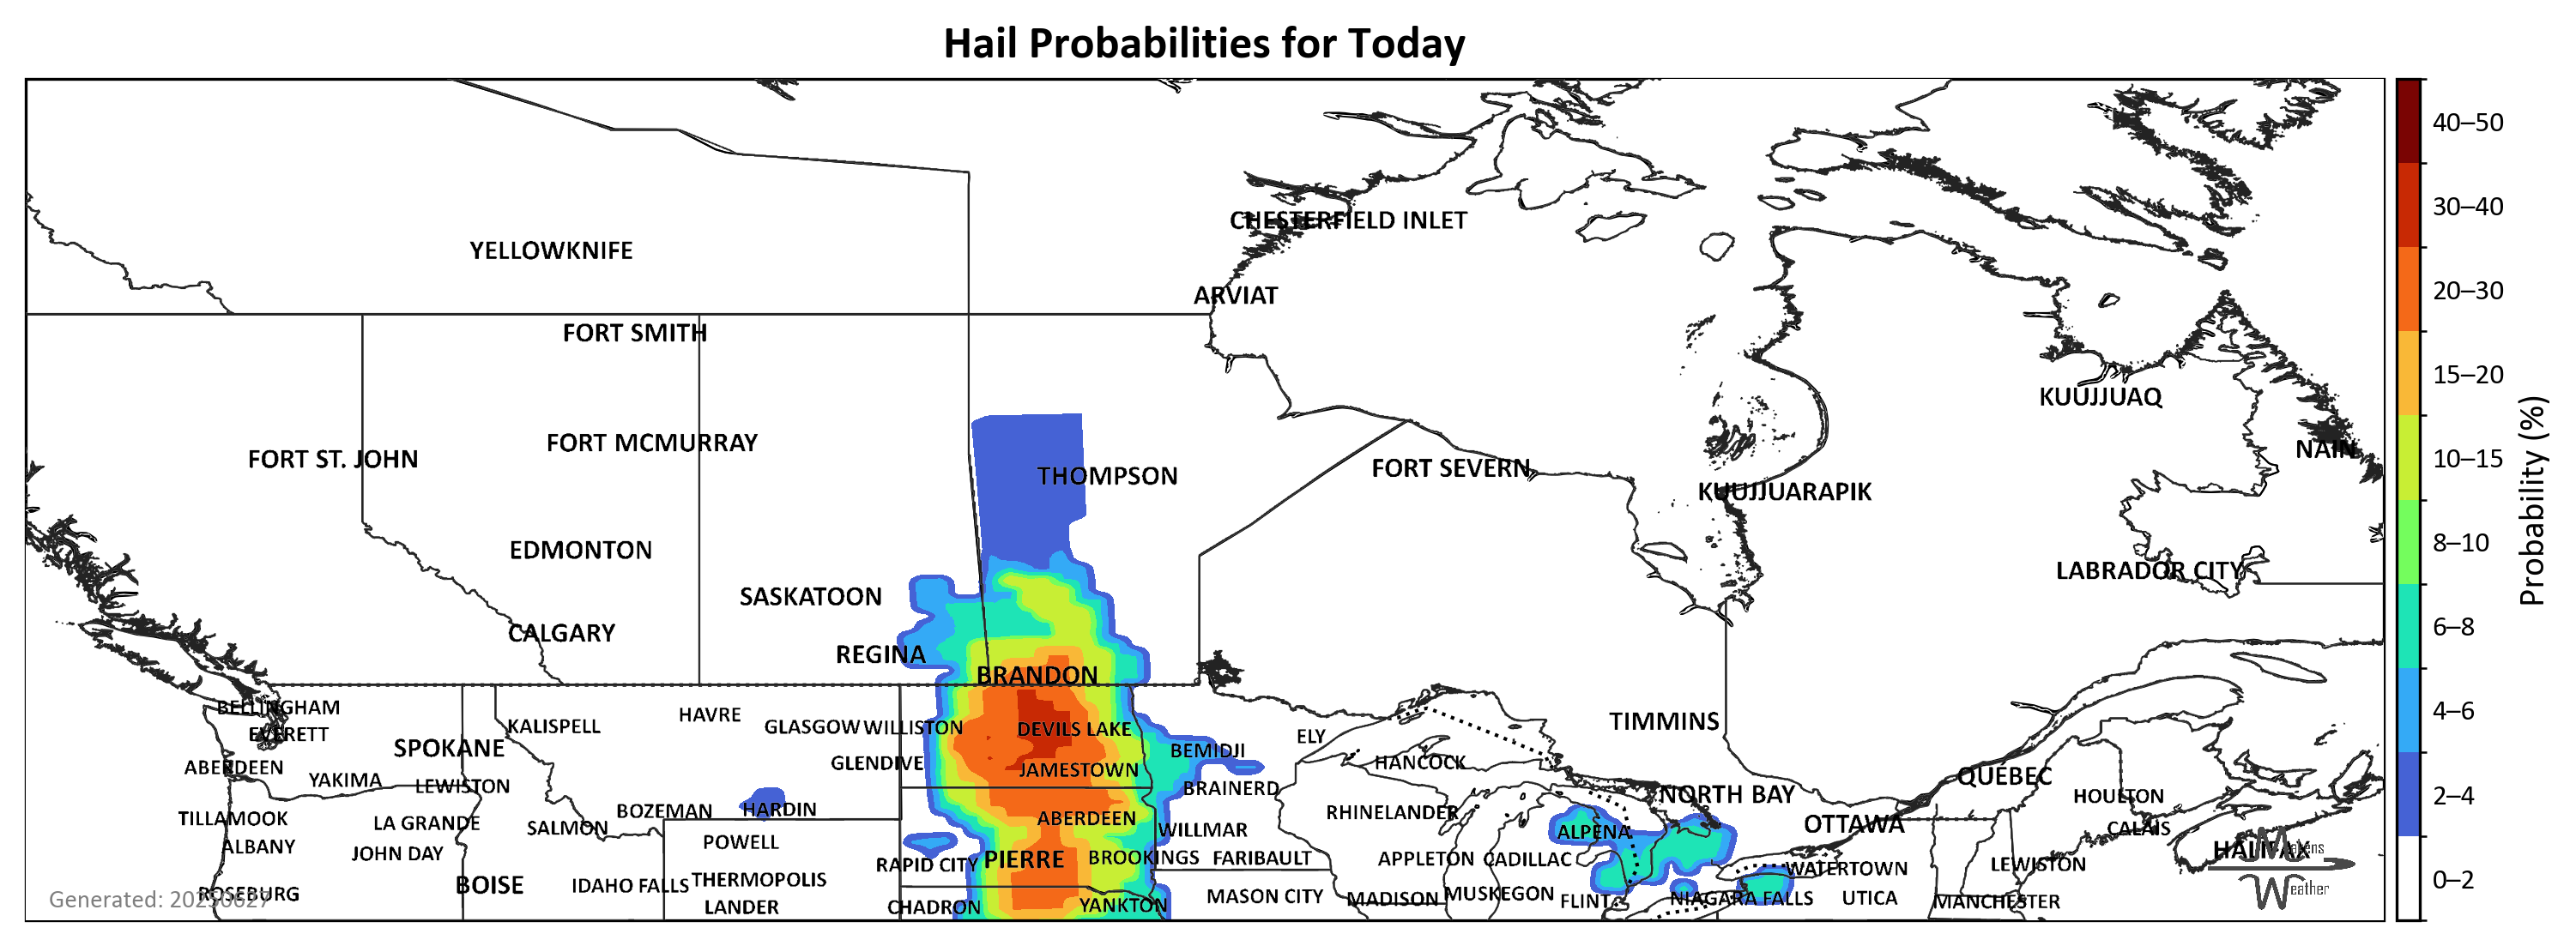 Hail Probabilities for Today
CHESTERFIELD INLET
YELLOWKNIFE
ARVIAT
FORT SMITH
KUUJJUAQ
FORT MCMURRAY
NAIN
FORT ST. JOHN
FORT SEVERN
THOMPSON
KUUJJUARAPIK
EDMONTON
LABRADOR CITY
SASKATOON
CALGARY
REGINA
BRANDON
BELLINGHAM
HAVRE
TIMMINS
KALISPELL
GLASGOW WILLISTON
DEVILS LAKE
EVERETT
ELY
SPOKANE
BEMIDJI
GLENDIVE
HANCOCK
ABERDEEN
JAMESTOWN
QUÉBEC
YAKIMA
LEWISTON
BRAINERD
NORTH BAY
HOULTON
BOZEMAN
HARDIN
RHINELANDER
TILLAMOOK
ABERDEEN
LA GRANDE
OTTAWA
SALMON
WILLMAR
ALPENA
CALAIS
POWELL
ALBANY
HALIFAX
JOHN DAY
RAPID CITY
PIERRE
BROOKINGS
FARIBAULT
APPLETON
CADILLAC
LEWISTON
WATERTOWN
BOISE
IDAHO FALLS
THERMOPOLIS
ROSEBURG
MASON CITY
MADISON
MUSKEGON
FLINT
NIAGARA FALLS
UTICA
MANCHESTER
LANDER
CHADRON
YANKTON
Generated: 20250627
eather
40–50
30–40
20–30
15–20
10–15
8–10
6–8
4–6
2–4
0–2
Probability (%)